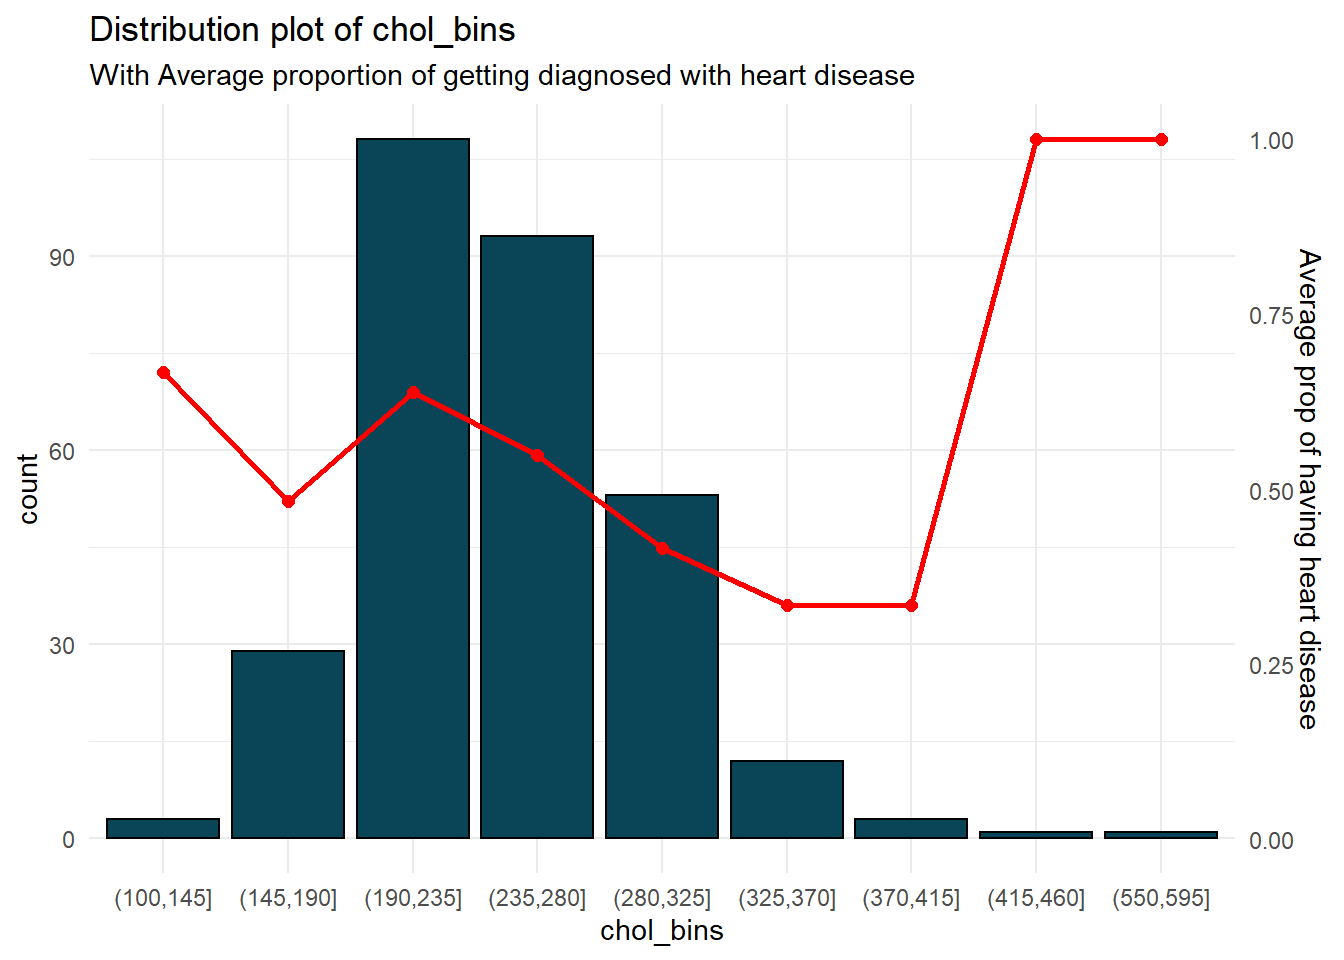 Distribution plot of chol_bins
With Average proportion of getting diagnosed with heart disease
count
90
60
30
0
1.00
0.75
0.50
0.25
0.00
Average prop of having heart disease
(100,145] (145,190] (190,235] (235,280] (280,325] (325,370] (370,415] (415,460] (550,595]
chol_bins